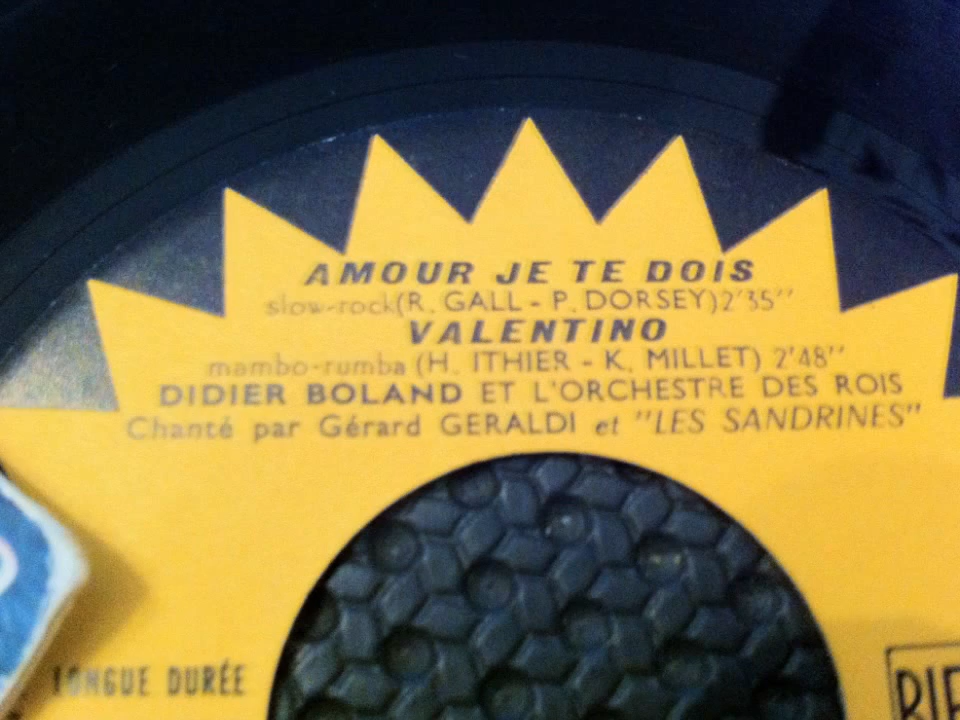 AMOUR JE TE DOIS
slow-rock(R. GALL - P. DORSEY)2'35''
VALENTINO
mambo-rumba (H. ITHIER - K. MILLET) 2'48''
DIDIER BOLAND ET L'ORCHESTRE DES ROIS
Chanté par Gérard GERALDI et "LES SANDRINES"
LONGUE DURÉE
BIE